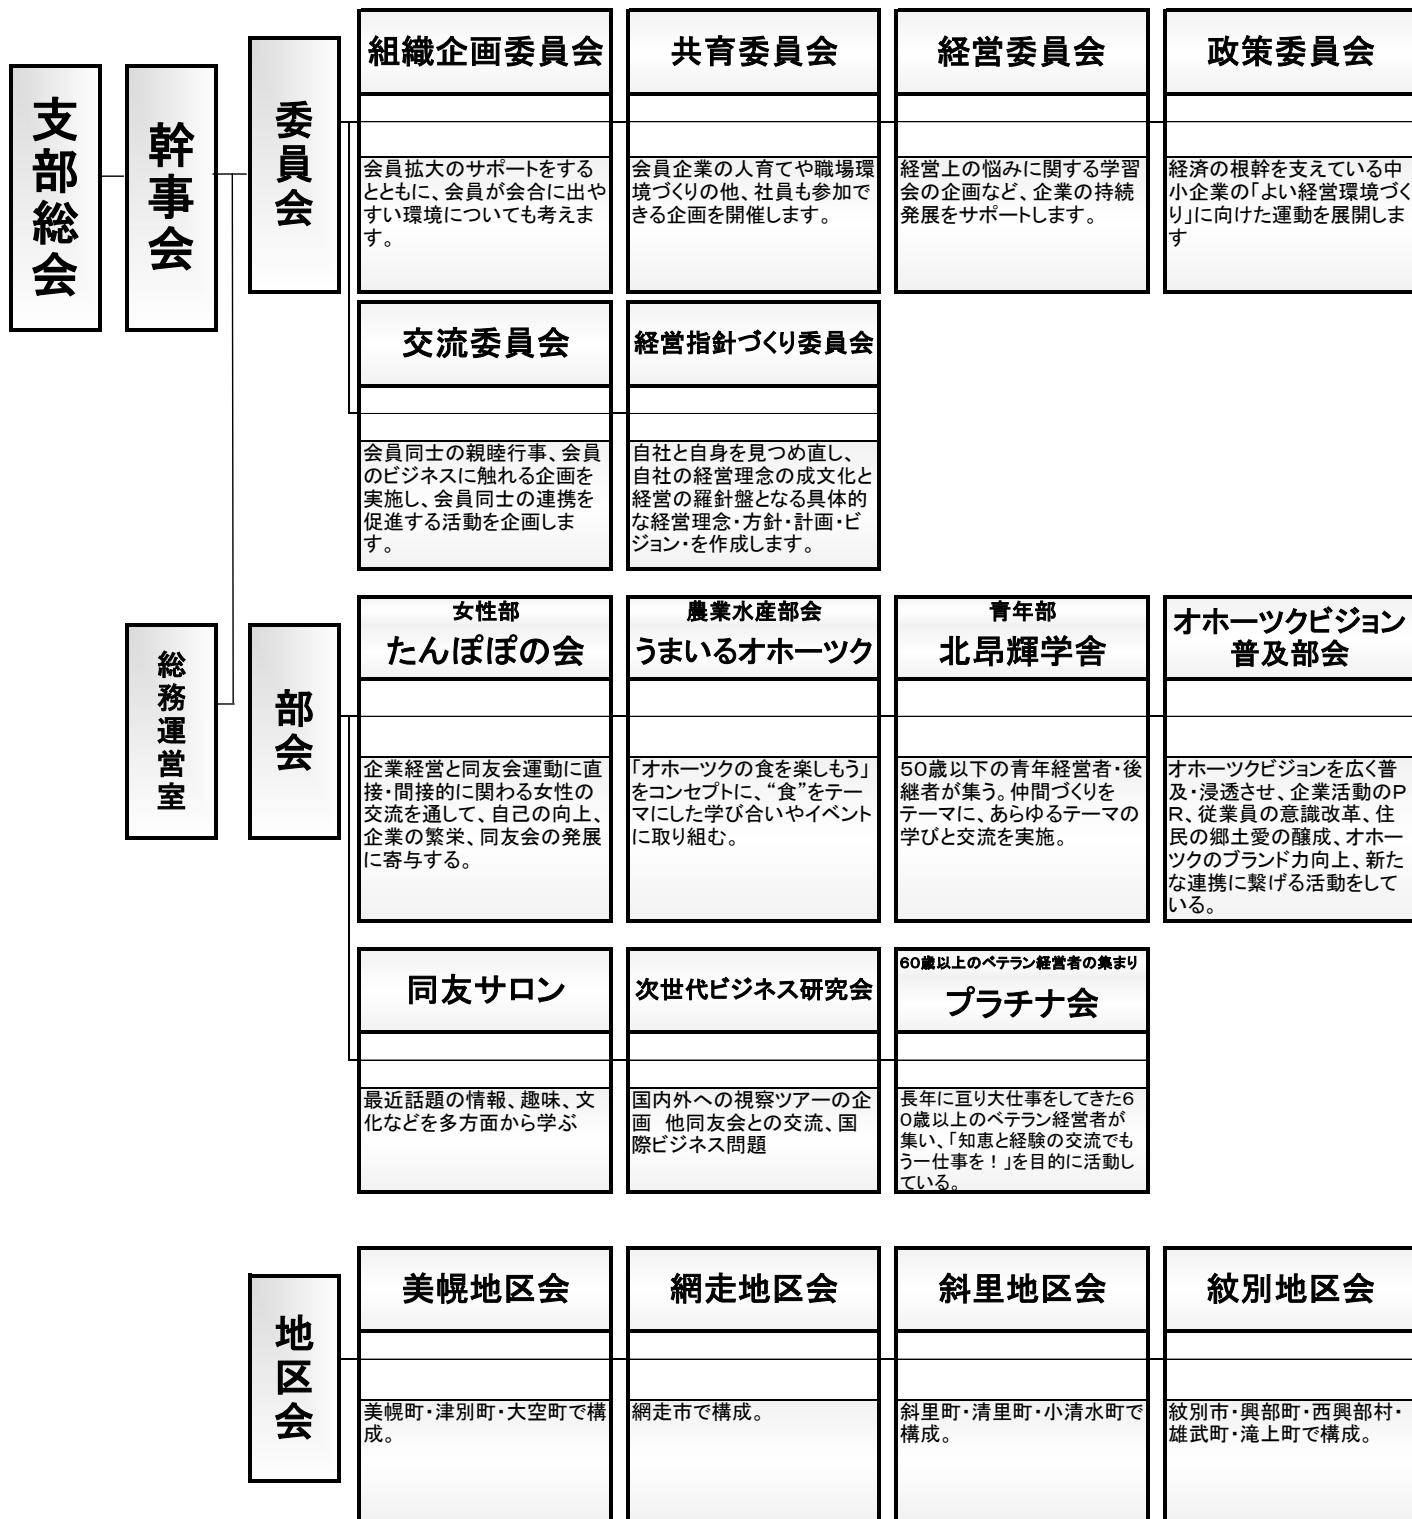 支部総会
幹事会
委員会
組織企画委員会
会員拡大のサポートをする
とともに、会員が会合に出や
すい環境についても考えま
す。
共育委員会
会員企業の人育てや職場環
境づくりの他、社員も参加で
きる企画を開催します。
経営委員会
経営上の悩みに関する学習
会の企画など、企業の持続
発展をサポートします。
政策委員会
経済の根幹を支えている中
小企業の「よい経営環境づく
り」に向けた運動を展開しま
す
交流委員会
会員同士の親睦行事、会員
のビジネスに触れる企画を
実施し、会員同士の連携を
促進する活動を企画しま
す。
経営指針づくり委員会
自社と自身を見つめ直し、
自社の経営理念の成文化と
経営の羅針盤となる具体的
な経営理念・方針・計画・ビ
ジョン・を作成します。
総務運営室
部会
女性部
たんぽぽの会
企業経営と同友会運動に直
接・間接的に関わる女性の
交流を通して、自己の向上、
企業の繁栄、同友会の発展
に寄与する。
農業水産部会
うまいるオホーツク
「オホーツクの食を楽しもう」
をコンセプトに、“食”をテー
マにした学び合いやイベント
に取り組む。
青年部
北昂輝学舎
５０歳以下の青年経営者・後
継者が集う。仲間づくりを
テーマに、あらゆるテーマの
学びと交流を実施。
オホーツクビジョン
普及部会
オホーツクビジョンを広く普
及・浸透させ、企業活動のＰ
Ｒ、従業員の意識改革、住
民の郷土愛の醸成、オホー
ツクのブランド力向上、新た
な連携に繋げる活動をして
いる。
同友サロン
最近話題の情報、趣味、文
化などを多方面から学ぶ
次世代ビジネス研究会
国内外への視察ツアーの企
画　他同友会との交流、国
際ビジネス問題
60歳以上のベテラン経営者の集まり
プラチナ会
長年に亘り大仕事をしてきた６
０歳以上のベテラン経営者が
集い、「知恵と経験の交流でも
う一仕事を！」を目的に活動し
ている。
地区会
美幌地区会
美幌町・津別町・大空町で構
成。
網走地区会
網走市で構成。
斜里地区会
斜里町・清里町・小清水町で
構成。
紋別地区会
紋別市・興部町・西興部村・
雄武町・滝上町で構成。